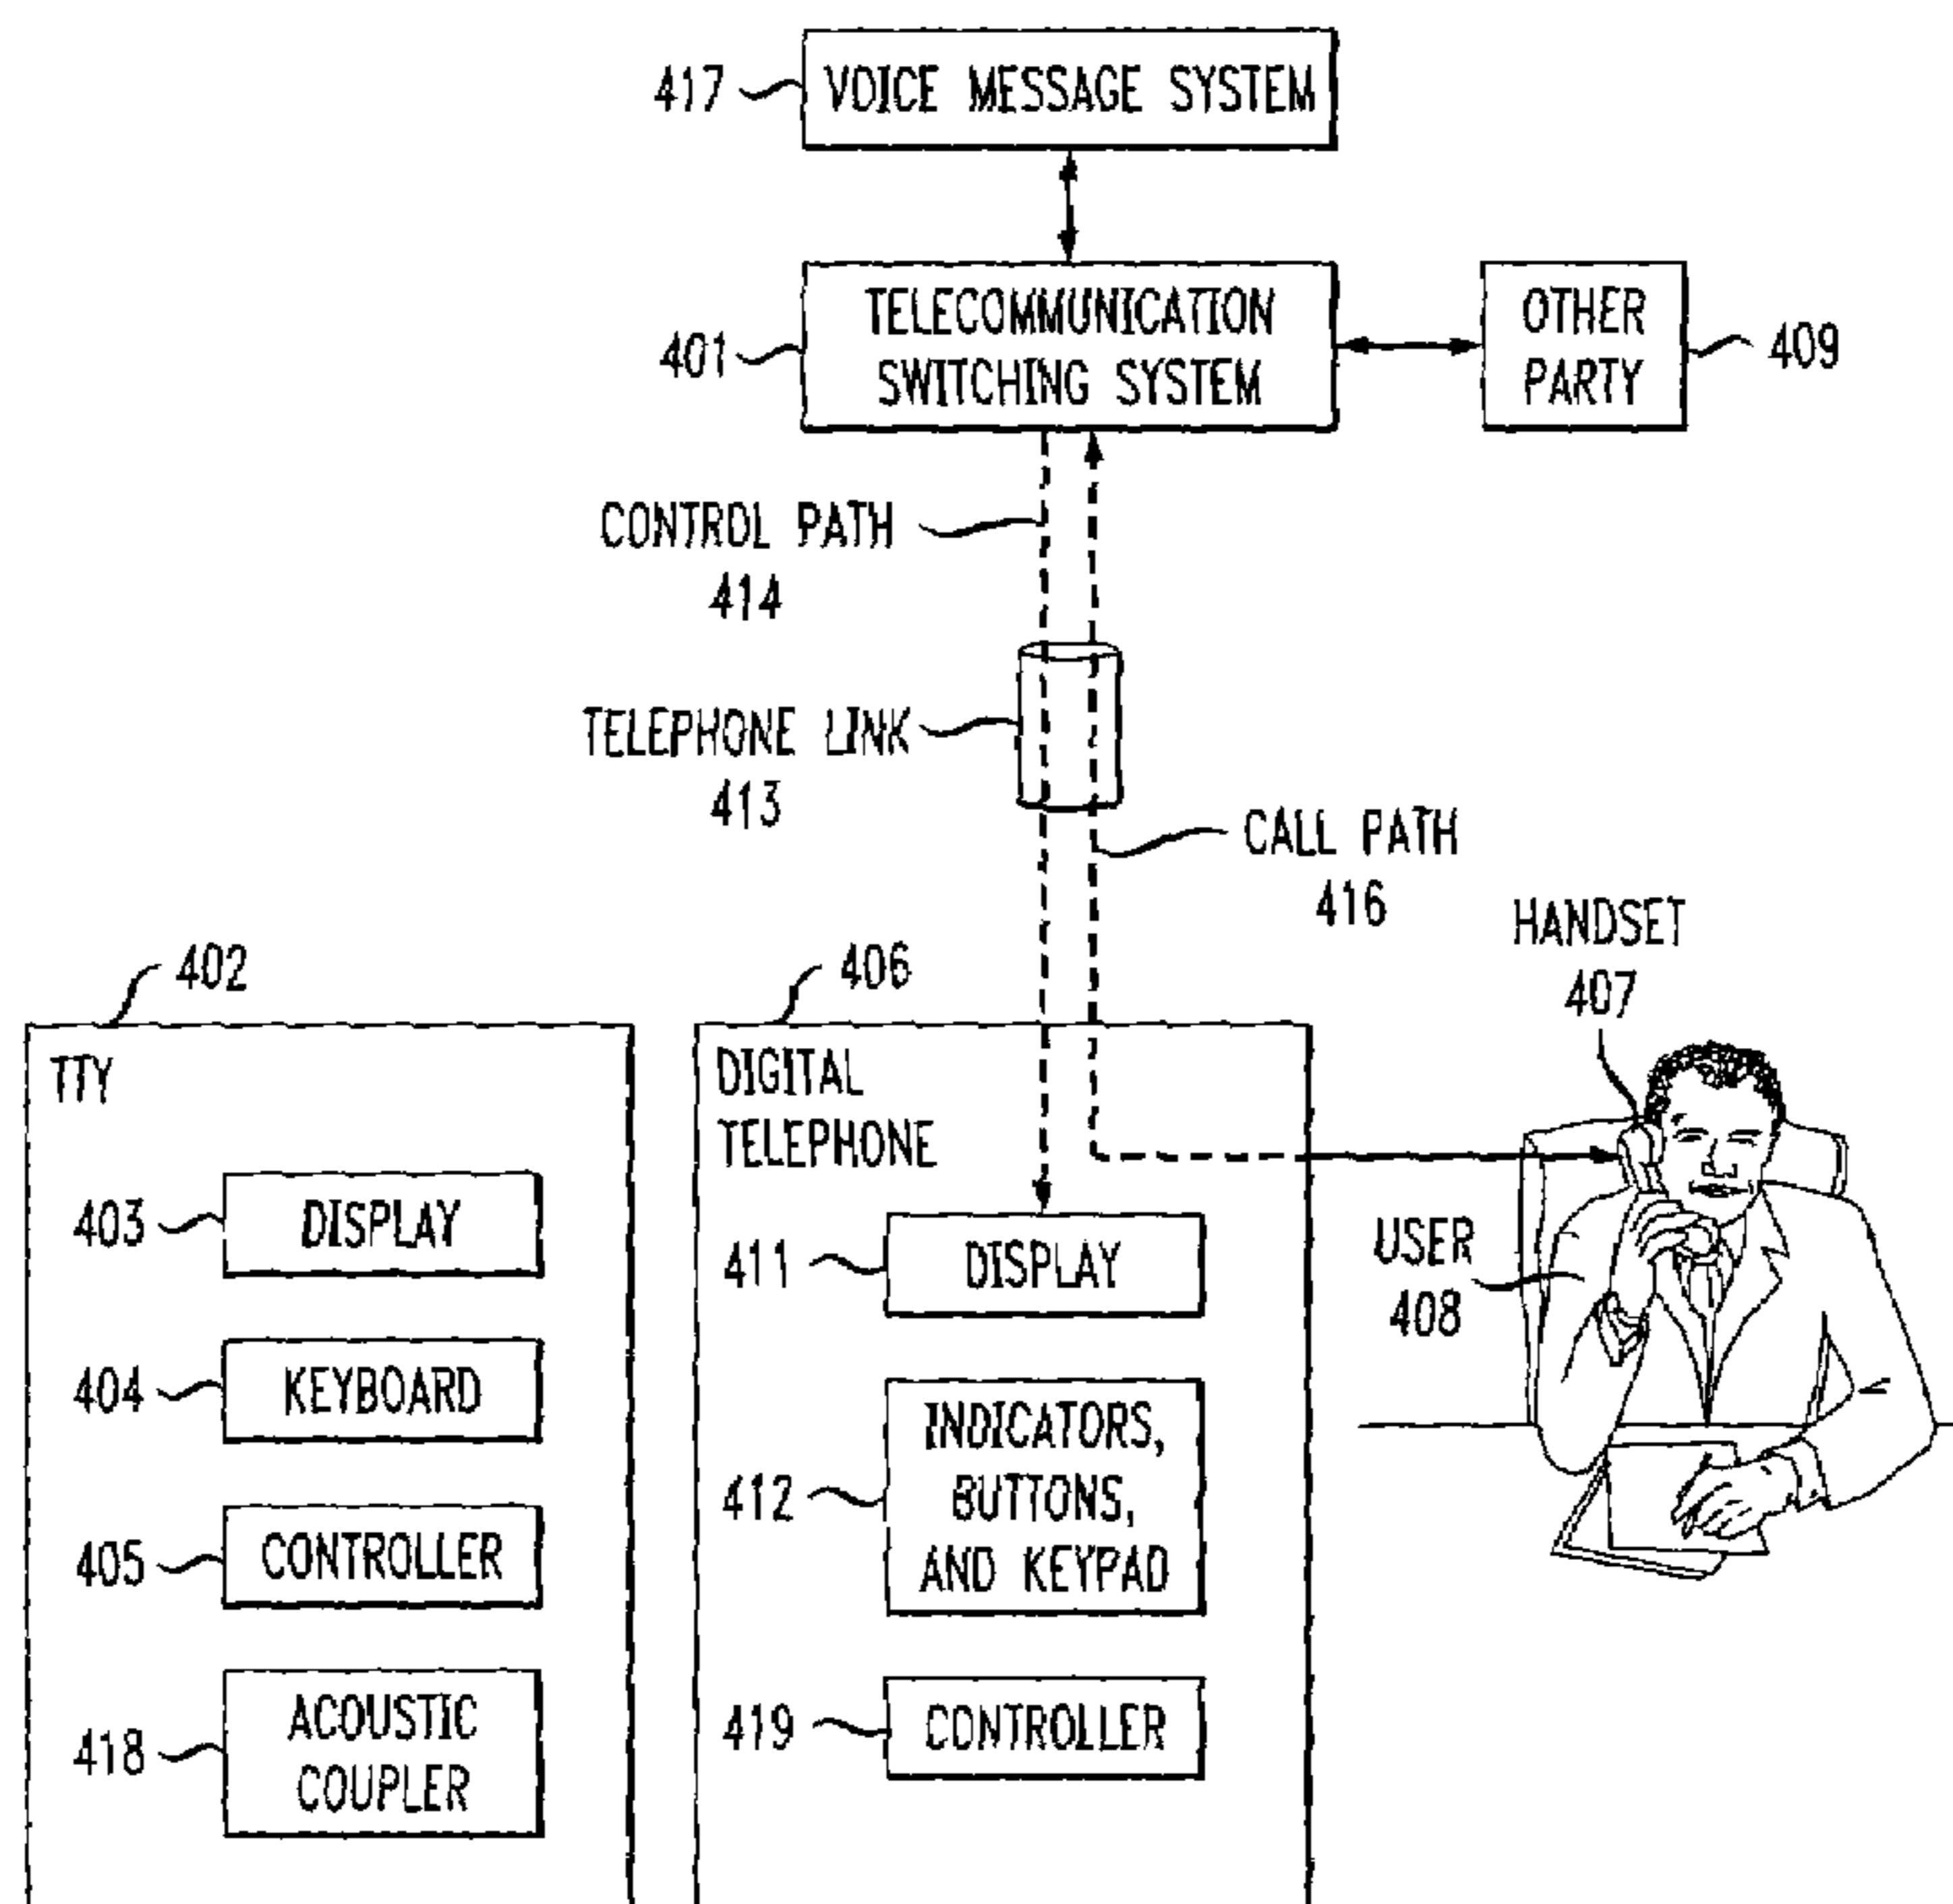 417
VOICE MESSAGE SYSTEM
401
TELECOMMUNICATION
SWITCHING SYSTEM
OTHER
PARTY
409
CONTROL PATH
414
TELEPHONE LINK
413
CALL PATH
416
HANDSET
407
402
TTY
403
DISPLAY
404
KEYBOARD
405
CONTROLLER
418
ACOUSTIC
COUPLER
406
DIGITAL
TELEPHONE
411
DISPLAY
412
INDICATORS,
BUTTONS,
AND KEYPAD
419
CONTROLLER
USER
408